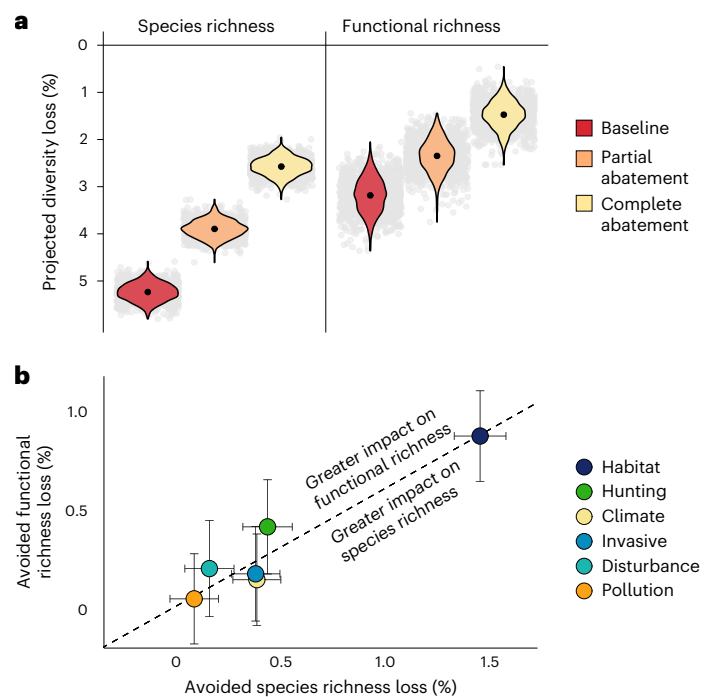 a
Species richness
Functional richness
Projected diversity loss (%)
0
1
2
3
4
5
Baseline
Partial
abatement
Complete
abatement
b
Avoided functional
richness loss (%)
1.0
0.5
0
Greater impact on
functional richness
Greater impact on
species richness
0
0.5
1.0
1.5
Avoided species richness loss (%)
Habitat
Hunting
Climate
Invasive
Disturbance
Pollution